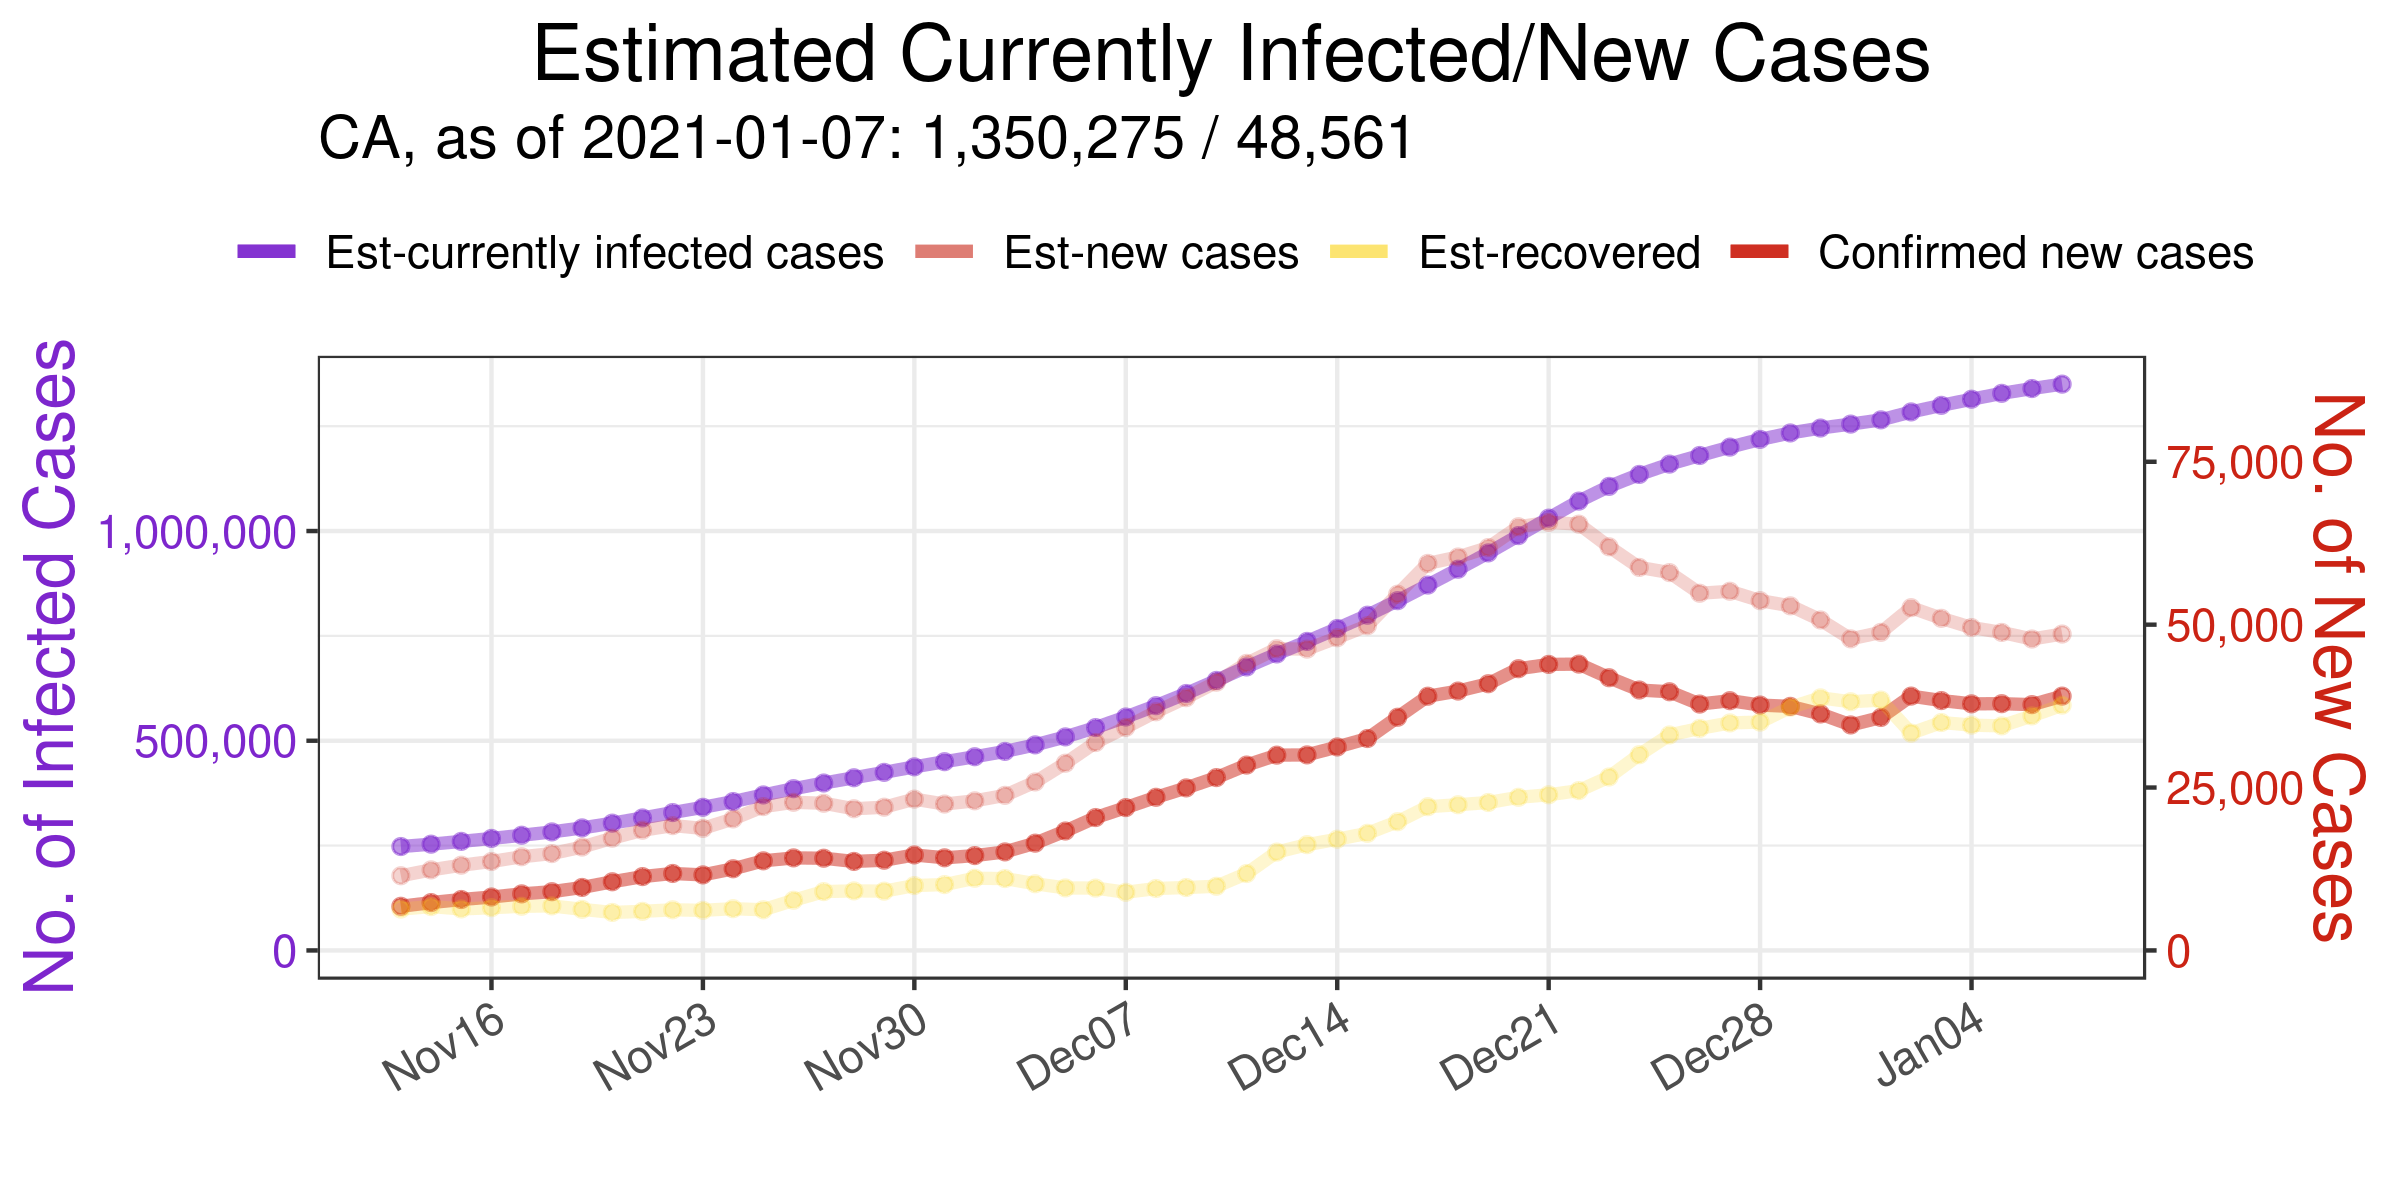 Estimated Currently Infected/New Cases
CA, as of 2021-01-07: 1,350,275 / 48,561
Est-currently infected cases Est-new cases Est-recovered Confirmed new cases
No. of Infected Cases
1,000,000
500,000
0
75,000
50,000
25,000
0
No. of New Cases
Nov16 Nov23 Nov30 Dec07 Dec14 Dec21 Dec28 Jan04